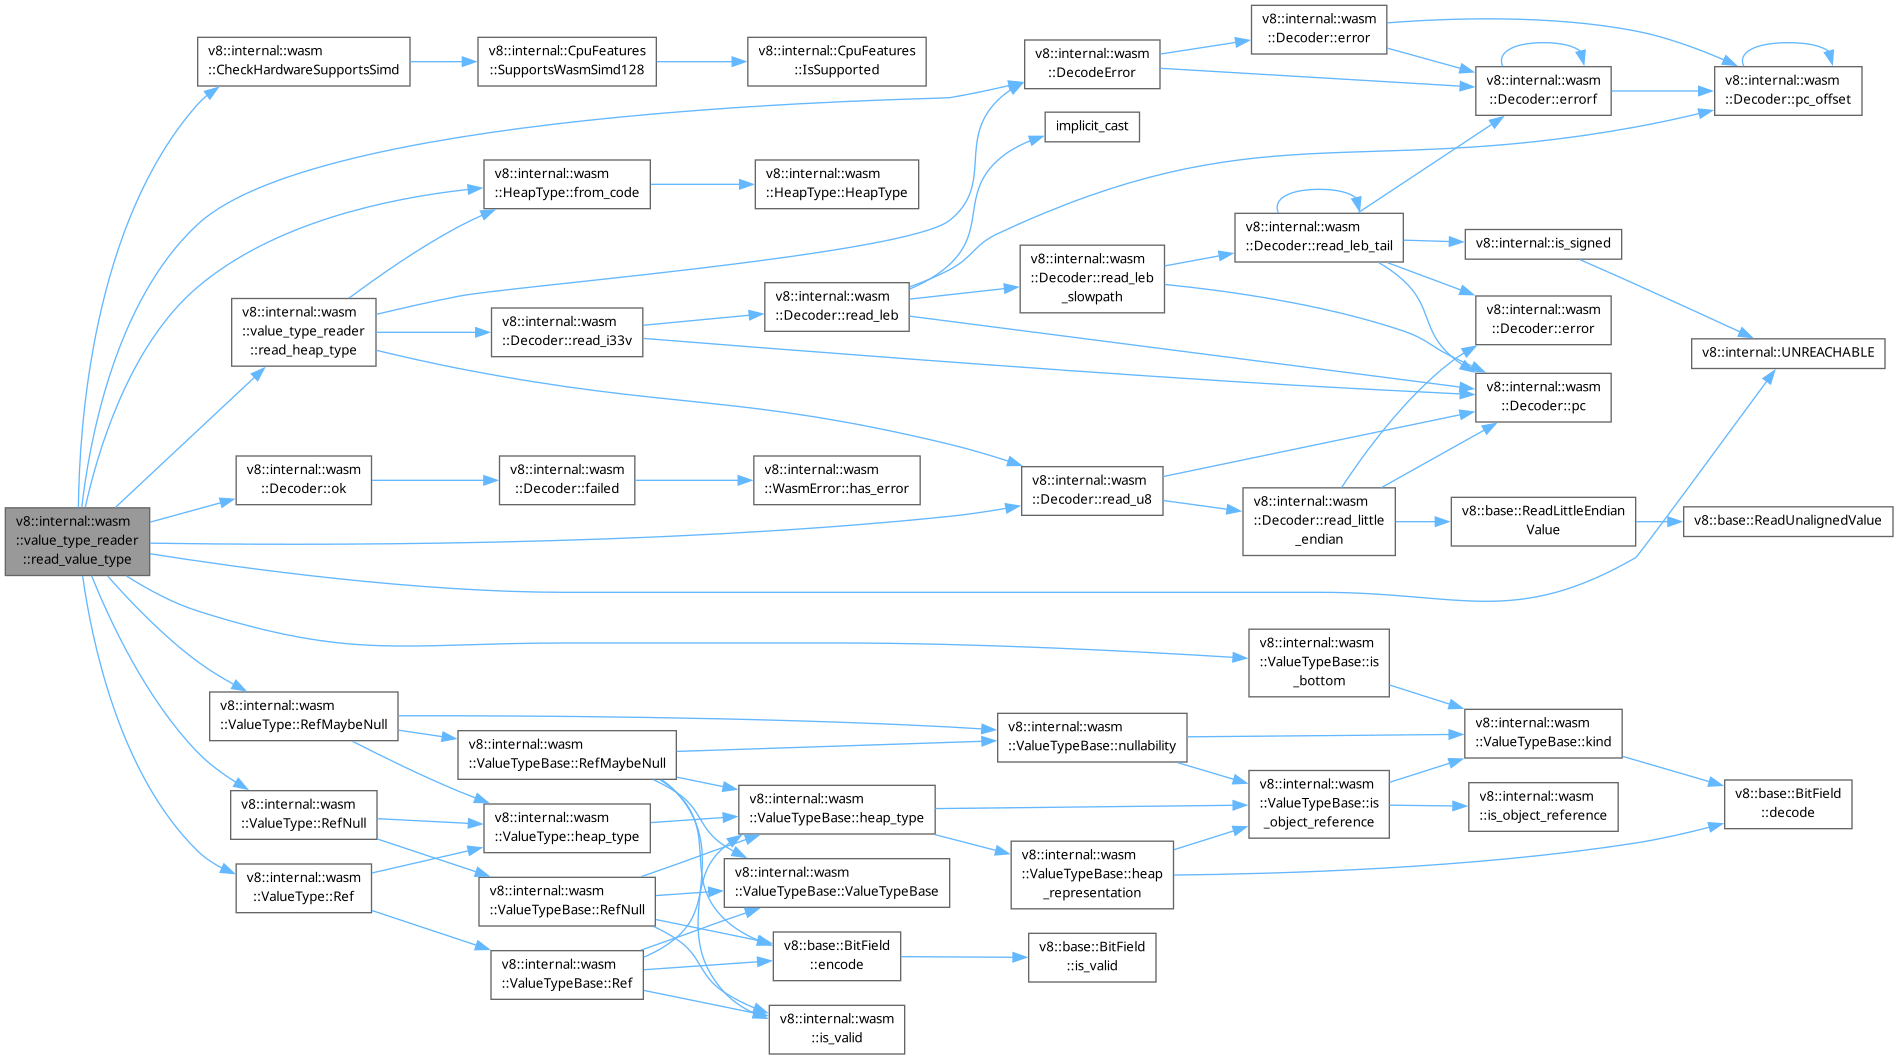 v8::internal::wasm
::value_type_reader
::read_value_type
v8::internal::wasm
::CheckHardwareSupportsSimd
v8::internal::CpuFeatures
::SupportsWasmSimd128
v8::internal::CpuFeatures
::IsSupported
v8::internal::wasm
::DecodeError
v8::internal::wasm
::Decoder::error
v8::internal::wasm
::Decoder::errorf
v8::internal::wasm
::Decoder::pc_offset
implicit_cast
v8::internal::wasm
::HeapType::from_code
v8::internal::wasm
::HeapType::HeapType
v8::internal::wasm
::value_type_reader
::read_heap_type
v8::internal::wasm
::Decoder::read_i33v
v8::internal::wasm
::Decoder::read_leb
v8::internal::wasm
::Decoder::read_leb
_slowpath
v8::internal::wasm
::Decoder::read_leb_tail
v8::internal::is_signed
v8::internal::wasm
::Decoder::error
v8::internal::UNREACHABLE
v8::internal::wasm
::Decoder::pc
v8::internal::wasm
::Decoder::ok
v8::internal::wasm
::Decoder::failed
v8::internal::wasm
::WasmError::has_error
v8::internal::wasm
::Decoder::read_u8
v8::internal::wasm
::Decoder::read_little
_endian
v8::base::ReadLittleEndian
Value
v8::base::ReadUnalignedValue
v8::internal::wasm
::ValueTypeBase::is
_bottom
v8::internal::wasm
::ValueType::RefMaybeNull
v8::internal::wasm
::ValueTypeBase::RefMaybeNull
v8::internal::wasm
::ValueTypeBase::nullability
v8::internal::wasm
::ValueTypeBase::kind
v8::internal::wasm
::ValueType::RefNull
v8::internal::wasm
::ValueType::heap_type
v8::internal::wasm
::ValueTypeBase::heap_type
v8::internal::wasm
::ValueTypeBase::is
_object_reference
v8::internal::wasm
::is_object_reference
v8::base::BitField
::decode
v8::internal::wasm
::ValueType::Ref
v8::internal::wasm
::ValueTypeBase::RefNull
v8::internal::wasm
::ValueTypeBase::ValueTypeBase
v8::internal::wasm
::ValueTypeBase::heap
_representation
v8::internal::wasm
::ValueTypeBase::Ref
v8::base::BitField
::encode
v8::base::BitField
::is_valid
v8::internal::wasm
::is_valid